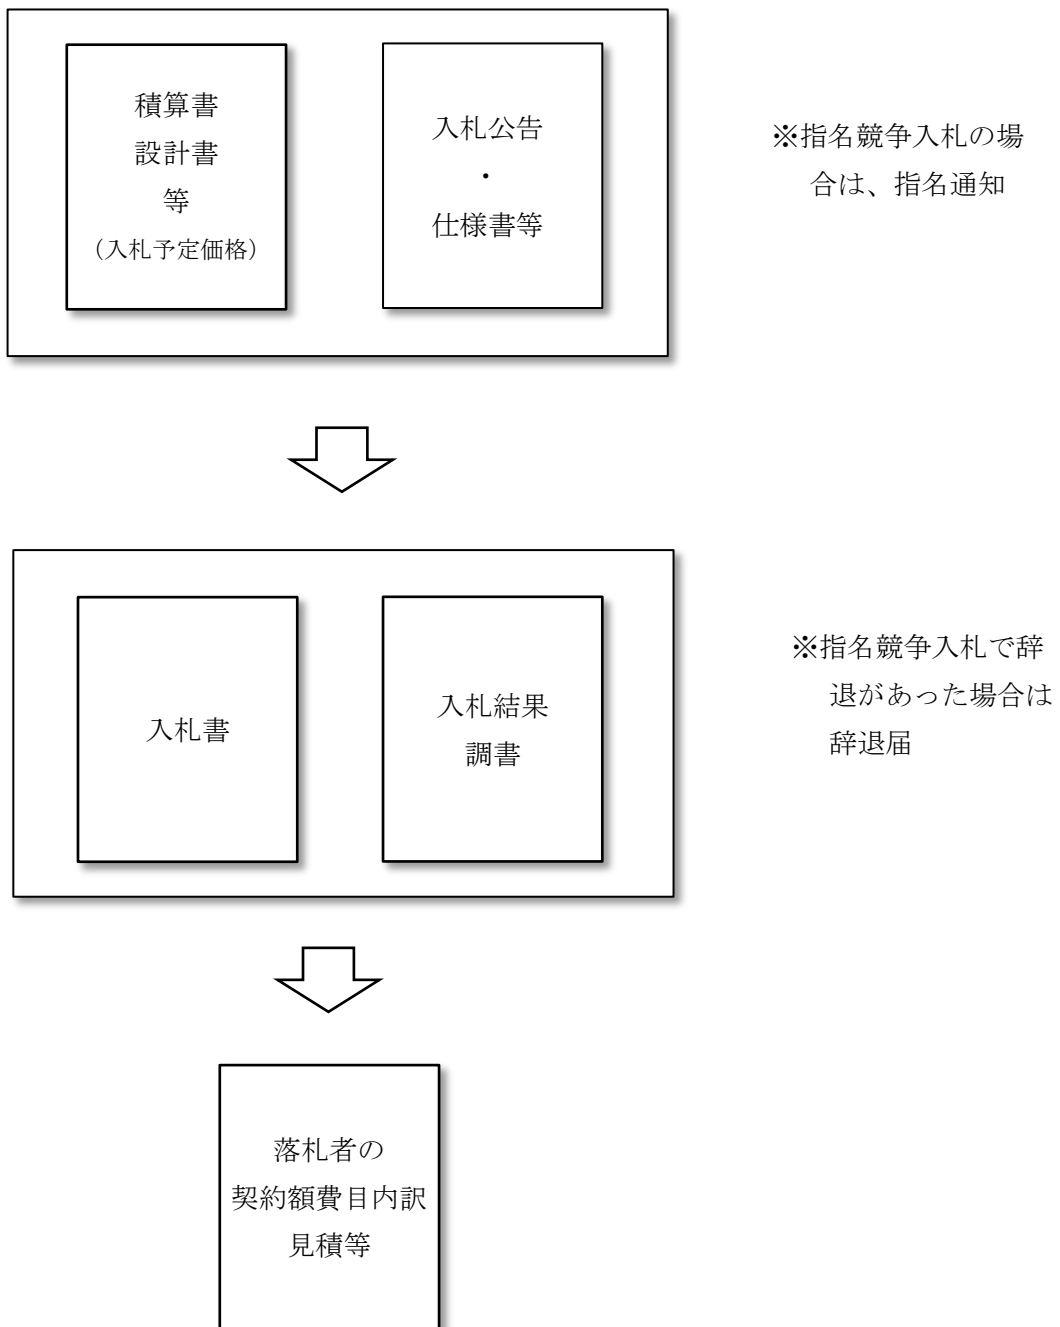 積算書
設計書
等
（入札予定価格）
入札公告
・
仕様書等
※指名競争入札の場
合は、指名通知
入札書
入札結果
調書
※指名競争入札で辞
退があった場合は
辞退届
落札者の
契約額費目内訳
見積等